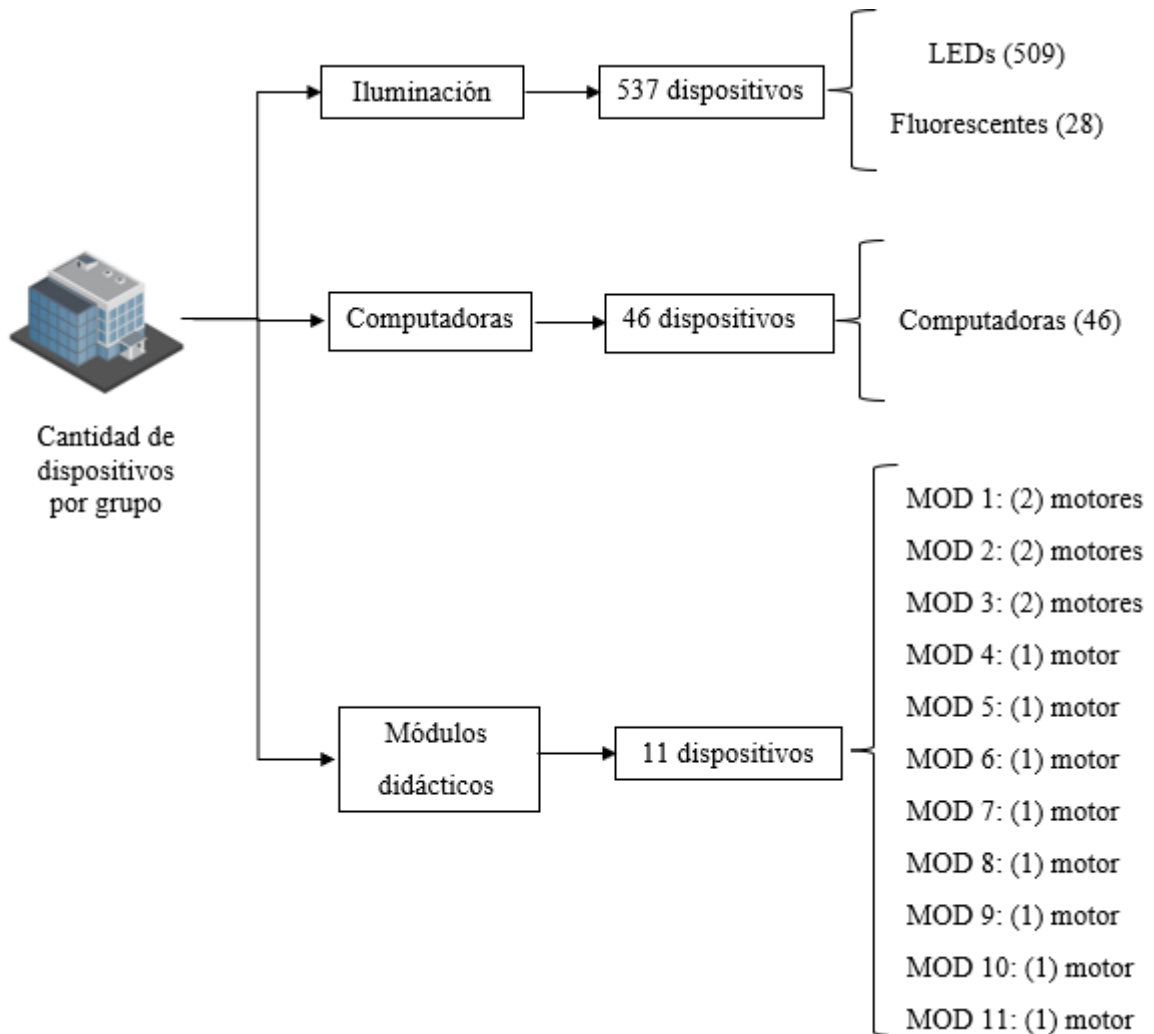 Cantidad de
dispositivos
por grupo
Iluminación
537 dispositivos
LEDs (509)
Fluorescentes (28)
Computadoras
46 dispositivos
Computadoras (46)
Módulos
didácticos
11 dispositivos
MOD 1: (2) motores
MOD 2: (2) motores
MOD 3: (2) motores
MOD 4: (1) motor
MOD 5: (1) motor
MOD 6: (1) motor
MOD 7: (1) motor
MOD 8: (1) motor
MOD 9: (1) motor
MOD 10: (1) motor
MOD 11: (1) motor